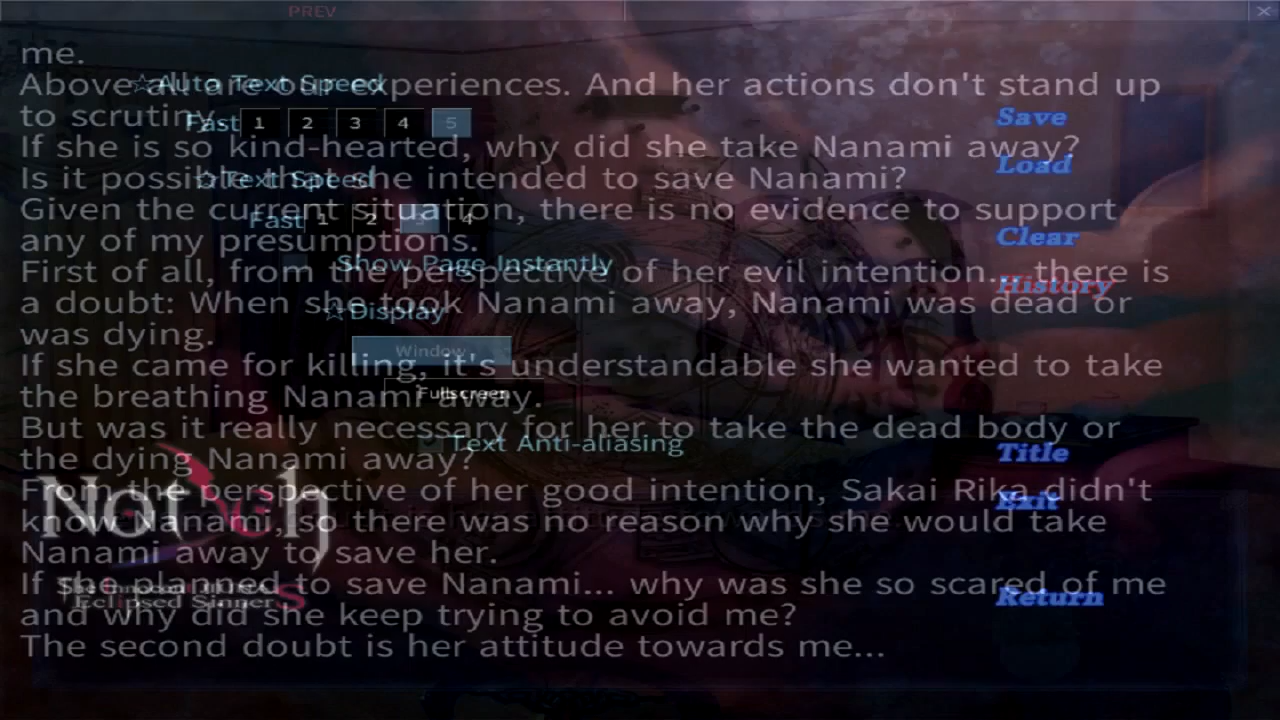 PREV
me.
Above all are our experiences. And her actions don't stand up
to scrutiny.
If she is so kind-hearted, why did she take Nanami away?
Is it possible that she intended to save Nanami?
Given the current situation, there is no evidence to support
any of my presumptions.
First of all, from the perspective of her evil intention... there is
a doubt: When she took Nanami away, Nanami was dead or
was dying.
If she came for killing, it's understandable she wanted to take
the breathing Nanami away.
But was it really necessary for her to take the dead body or
the dying Nanami away?
From the perspective of her good intention, Sakai Rika didn't
know Nanami, so there was no reason why she would take
Nanami away to save her.
If she planned to save Nanami... why was she so scared of me
and why did she keep trying to avoid me?
The second doubt is her attitude towards me...
☆Auto Text Speed
Fast 1 2 3 4 5
☆Text Speed
Fast 1 2 3 4
Show Page Instantly
☆Display
Window
Fullscreen
Text Anti-aliasing
Save
Load
Clear
History
Title
Exit
Return
Eclipsed Sinner